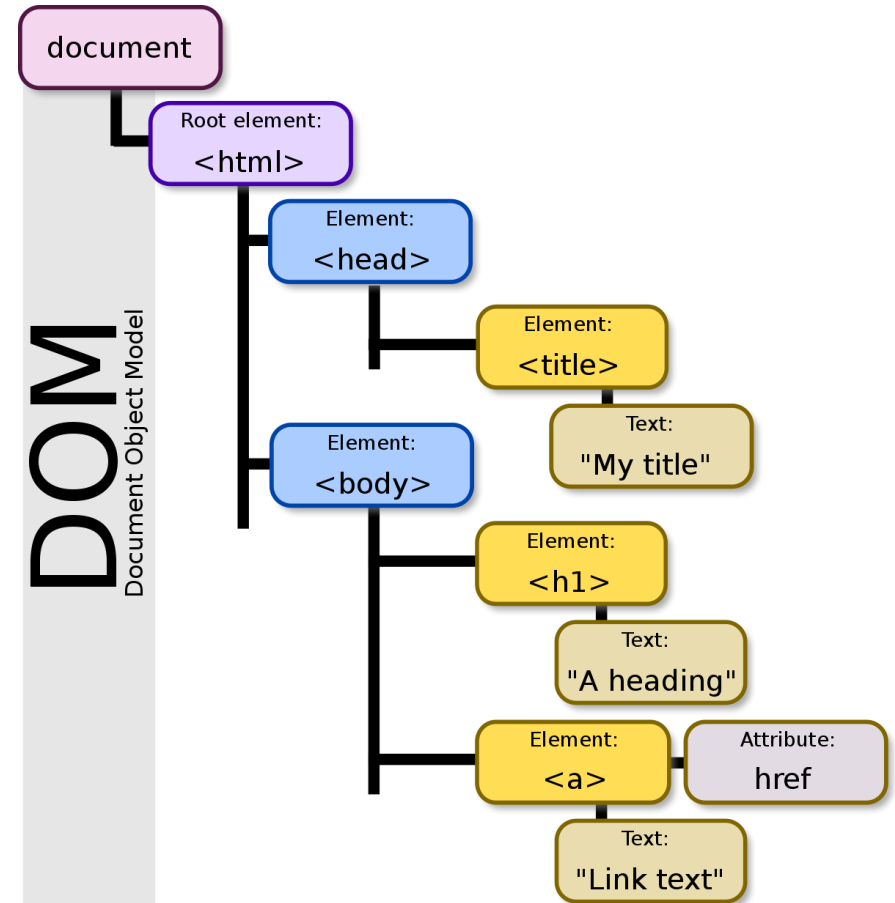 document
Root element:
<html>
Element:
<head>
Element:
<title>
Text:
"My title"
Element:
<body>
Element:
<h1>
Text:
"A heading"
Element:
<a>
Attribute:
href
Text:
"Link text"
DOM
Document Object Model